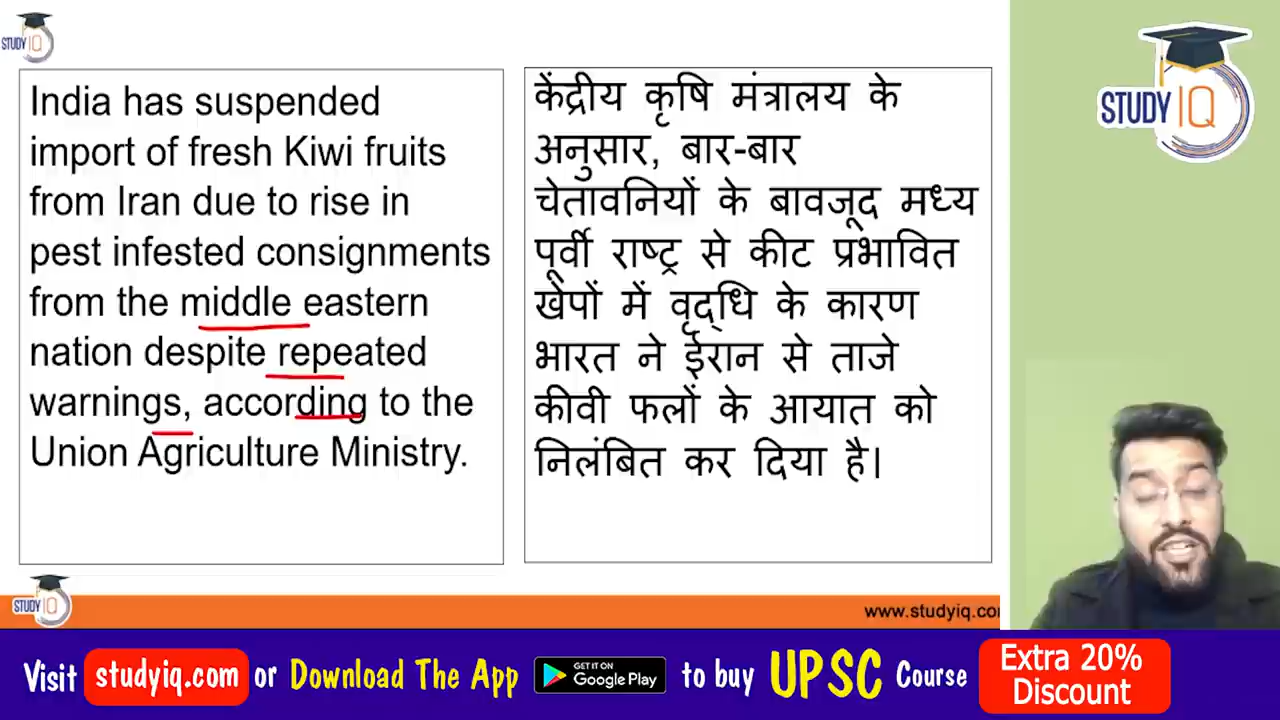 STUDY IQ
India has suspended
import of fresh Kiwi fruits
from Iran due to rise in
pest infested consignments
from the middle eastern
nation despite repeated
warnings, according to the
Union Agriculture Ministry.
केंद्रीय कृषि मंत्रालय के
अनुसार, बार-बार
चेतावनियों के बावजूद मध्य
पूर्वी राष्ट्र से कीट प्रभावित
खेपों में वृद्धि के कारण
भारत ने ईरान से ताजे
कीवी फलों के आयात को
निलंबित कर दिया है।
STUDY IQ
STUDY IQ
www.studyiq.co
Visit studyiq.com or Download The App GET IT ON Google Play to buy UPSC Course
Extra 20%
Discount